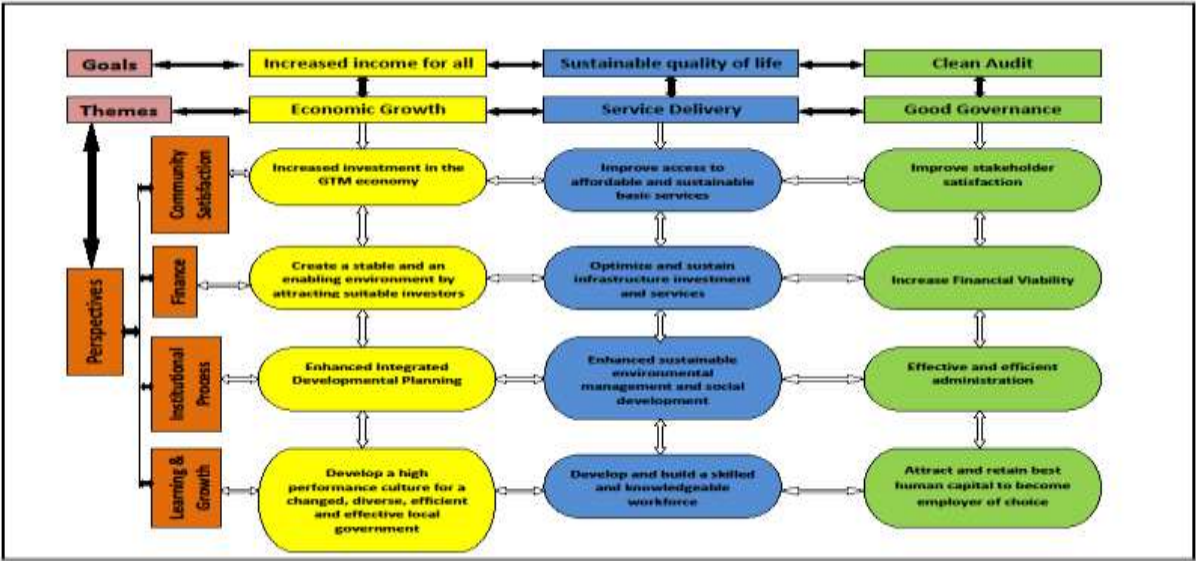 Goals
Increased income for all
Sustainable quality of life
Clean Audit
Themes
Economic Growth
Service Delivery
Good Governance
Perspectives
Community
Satisfaction
Increased investment in the
GTM economy
Improve access to
affordable and sustainable
basic services
Improve stakeholder
satisfaction
Finance
Create a stable and an
enabling environment by
attracting suitable investors
Optimize and sustain
infrastructure investment
and services
Increase Financial Viability
Institutional
Process
Enhanced Integrated
Developmental Planning
Enhanced sustainable
environmental
management and social
development
Effective and efficient
administration
Learning &
Growth
Develop a high
performance culture for a
changed, diverse, efficient
and effective local
government
Develop and build a skilled
and knowledgeable
workforce
Attract and retain best
human capital to become
employer of choice